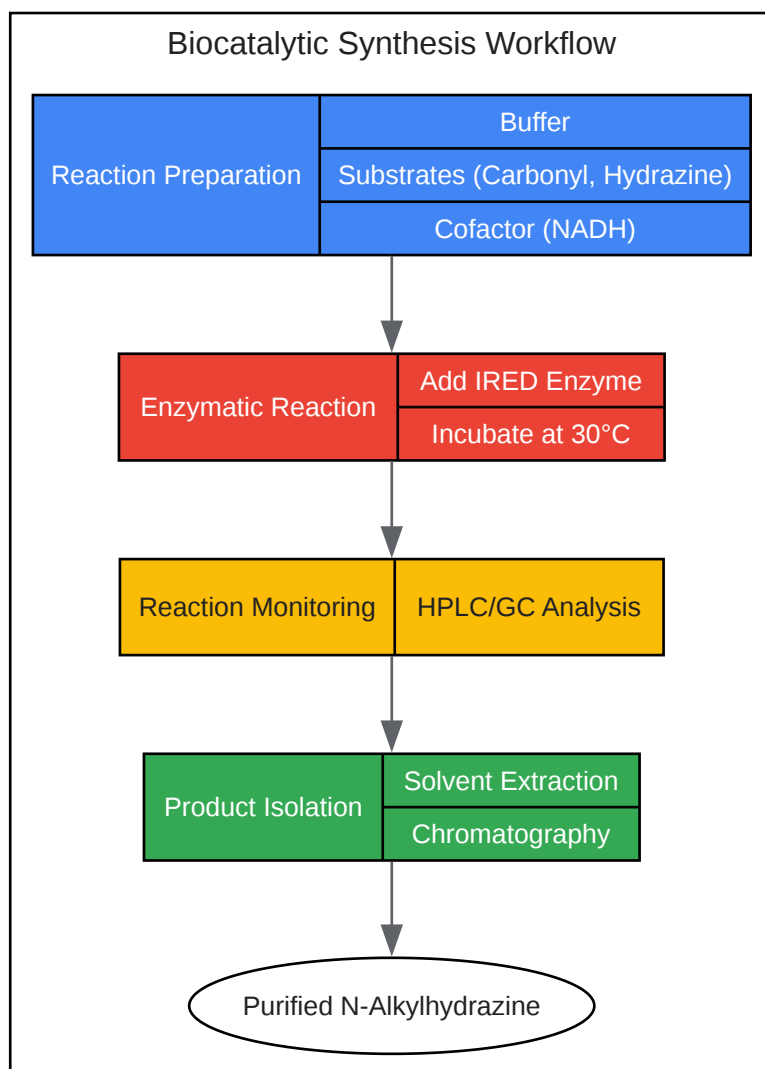 Biocatalytic Synthesis Workflow
Reaction Preparation
Buffer
Substrates (Carbonyl, Hydrazine)
Cofactor (NADH)
Enzymatic Reaction
Add IRED Enzyme
Incubate at 30°C
Reaction Monitoring
HPLC/GC Analysis
Product Isolation
Solvent Extraction
Chromatography
Purified N-Alkylhydrazine